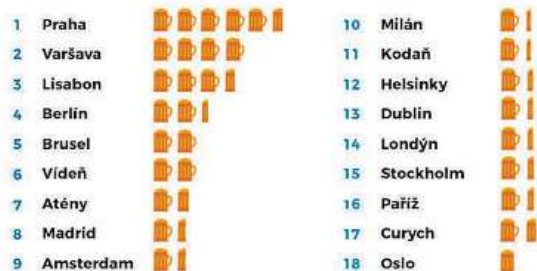 1 Praha
2 Varšava
3 Lisabon
4 Berlín
5 Brusel
6 Vídeň
7 Atény
8 Madrid
9 Amsterdam
10 Milán
11 Kodaň
12 Helsinky
13 Dublin
14 Londýn
15 Stockholm
16 Paříž
17 Curych
18 Oslo